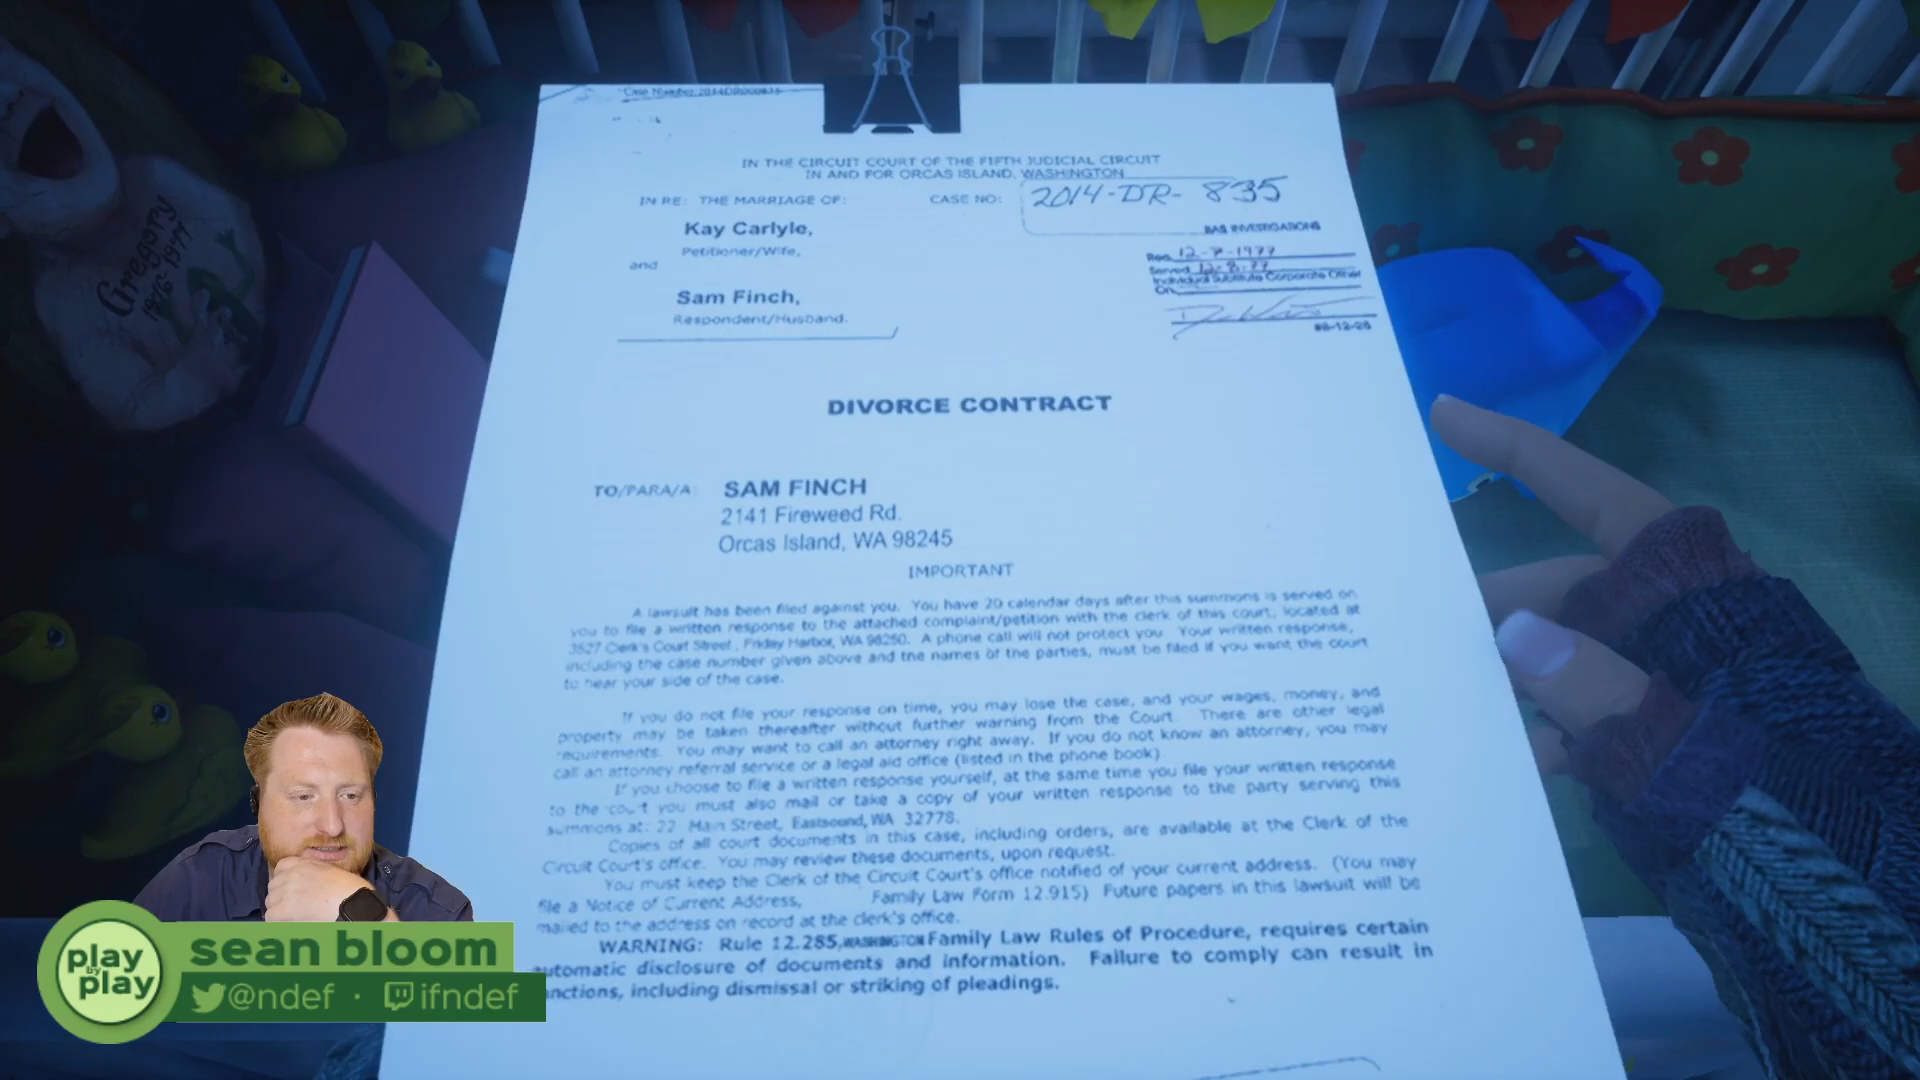 IN THE CIRCUIT COURT OF THE FIFTH JUDICIAL CIRCUIT
IN AND FOR ORCAS ISLAND, WASHINGTON
IN RE: THE MARRIAGE OF:
CASE NO:
2014-DR- 835
Kay Carlyle,
Petitioner/Wife,
and
Sam Finch,
Respondent/Husband.
INVESTIGATIONS
12-7-1977
Served 12-8-77
Individual Substitute Corporate Other
On
Gregory
1976-1977
DIVORCE CONTRACT
TO/PARA/A:
SAM FINCH
2141 Fireweed Rd.
Orcas Island, WA 98245
IMPORTANT
A lawsuit has been filed against you. You have 20 calendar days after this summons is served on
you to file a written response to the attached complaint/petition with the clerk of this court, located at
3527 Clerk's Court Street, Friday Harbor, WA 98250. A phone call will not protect you. Your written response,
including the case number given above and the names of the parties, must be filed if you want the court
to hear your side of the case.
If you do not file your response on time, you may lose the case, and your wages, money, and
property may be taken thereafter without further warning from the Court. There are other legal
requirements. You may want to call an attorney right away. If you do not know an attorney, you may
call an attorney referral service or a legal aid office (listed in the phone book).
If you choose to file a written response yourself, at the same time you file your written response
to the court you must also mail or take a copy of your written response to the party serving this
summons at: 22 Main Street, Eastsound, WA 32778.
Copies of all court documents in this case, including orders, are available at the Clerk of the
Circuit Court's office. You may review these documents, upon request.
You must keep the Clerk of the Circuit Court's office notified of your current address. (You may
file a Notice of Current Address, Family Law Form 12.915) Future papers in this lawsuit will be
mailed to the address on record at the clerk's office.
WARNING: Rule 12.285, WASHINGTON Family Law Rules of Procedure, requires certain
utomatic disclosure of documents and information. Failure to comply can result in
nctions, including dismissal or striking of pleadings.
play
by
play
sean bloom
@ndef · ifndef